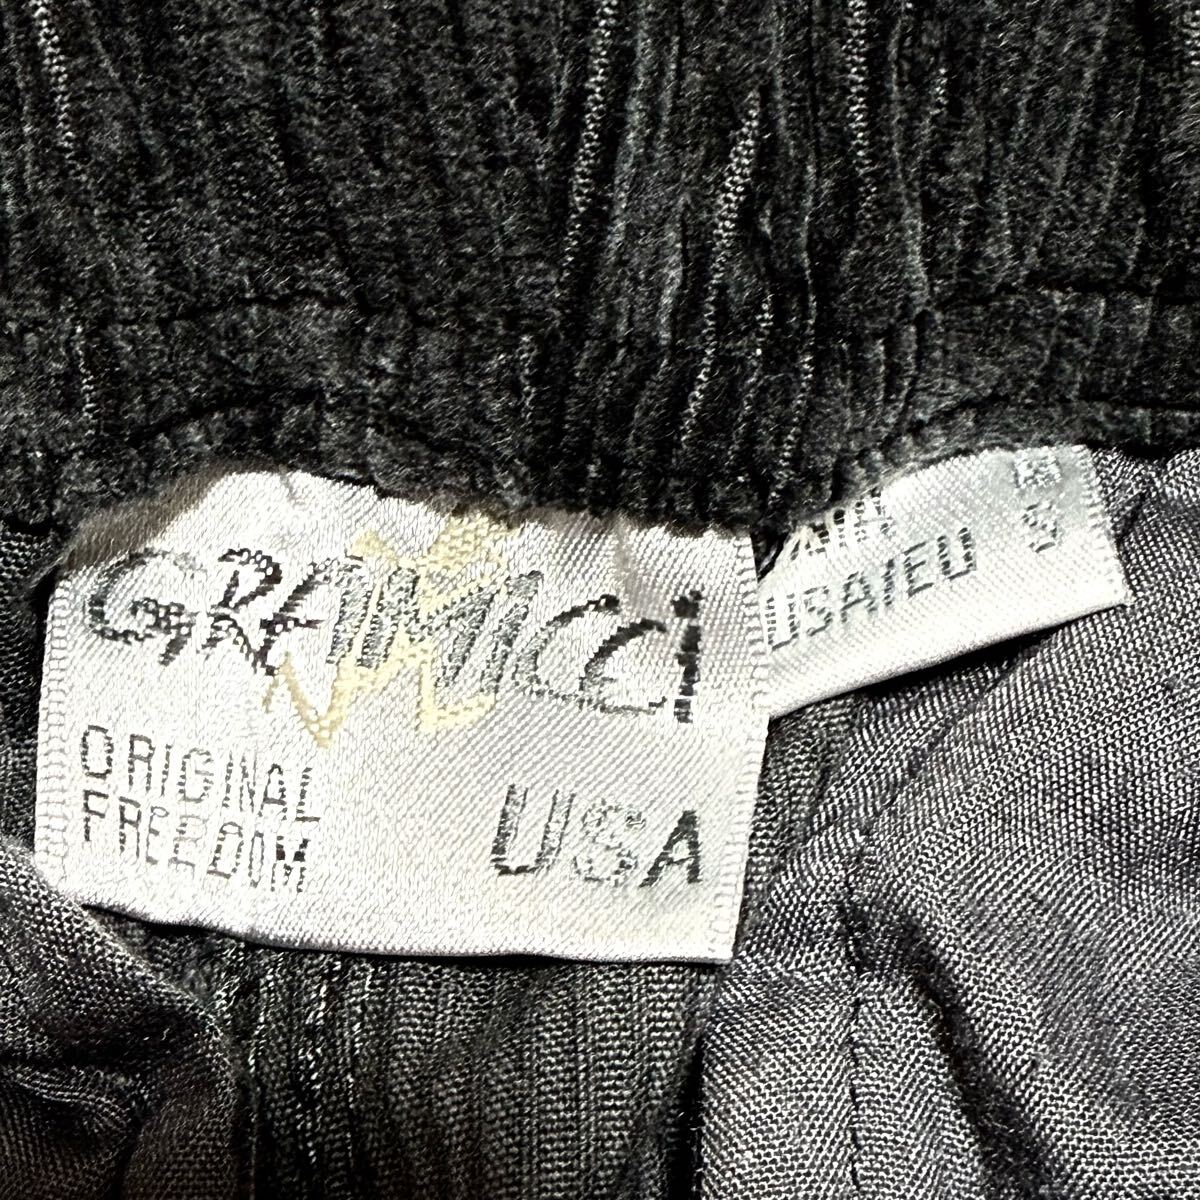 GRAMICCI
ORIGINAL
FREEDOM
USA
USA/EU S